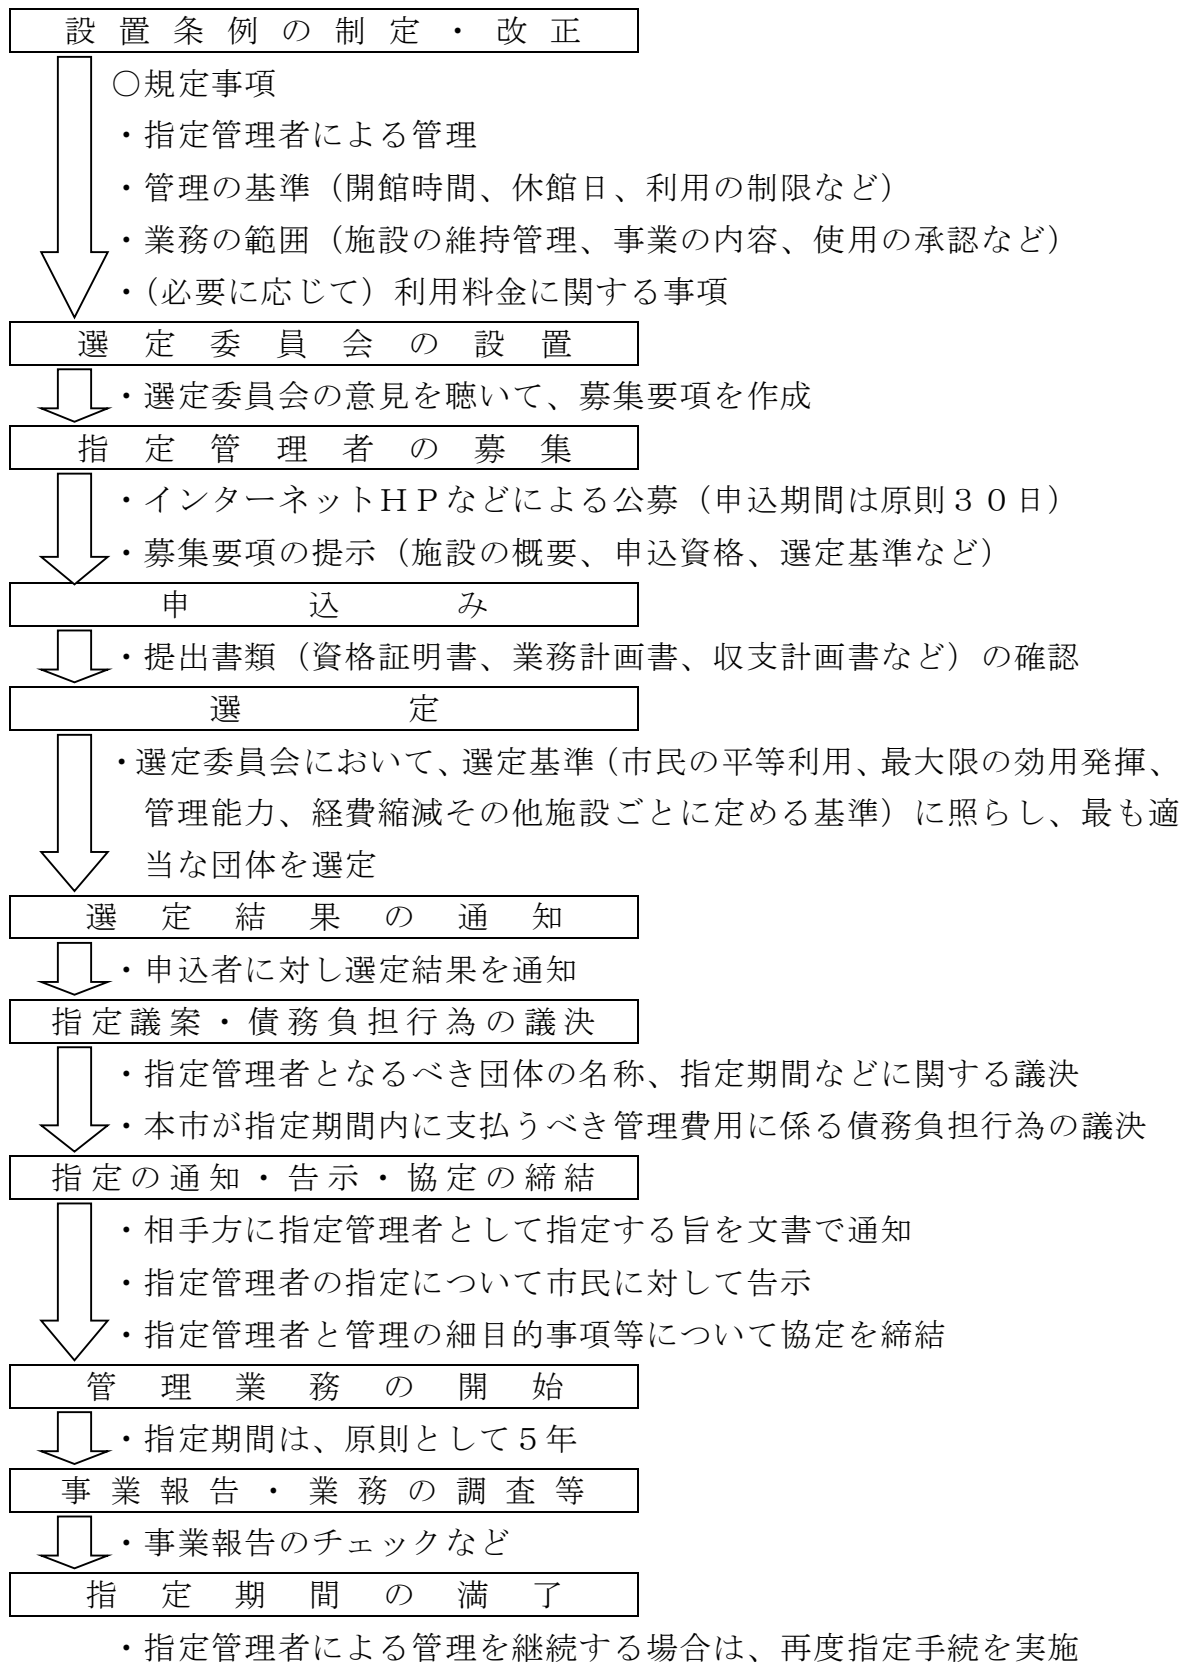 設置条例の制定・改正
○規定事項
・指定管理者による管理
・管理の基準（開館時間、休館日、利用の制限など）
・業務の範囲（施設の維持管理、事業の内容、使用の承認など）
・（必要に応じて）利用料金に関する事項
選定委員会の設置
・選定委員会の意見を聴いて、募集要項を作成
指定管理者の募集
・インターネットＨＰなどによる公募（申込期間は原則３０日）
・募集要項の提示（施設の概要、申込資格、選定基準など）
申込み
・提出書類（資格証明書、業務計画書、収支計画書など）の確認
選定
・選定委員会において、選定基準（市民の平等利用、最大限の効用発揮、
管理能力、経費縮減その他施設ごとに定める基準）に照らし、最も適
当な団体を選定
選定結果の通知
・申込者に対し選定結果を通知
指定議案・債務負担行為の議決
・指定管理者となるべき団体の名称、指定期間などに関する議決
・本市が指定期間内に支払うべき管理費用に係る債務負担行為の議決
指定の通知・告示・協定の締結
・相手方に指定管理者として指定する旨を文書で通知
・指定管理者の指定について市民に対して告示
・指定管理者と管理の細目的事項等について協定を締結
管理業務の開始
・指定期間は、原則として５年
事業報告・業務の調査等
・事業報告のチェックなど
指定期間の満了
・指定管理者による管理を継続する場合は、再度指定手続を実施